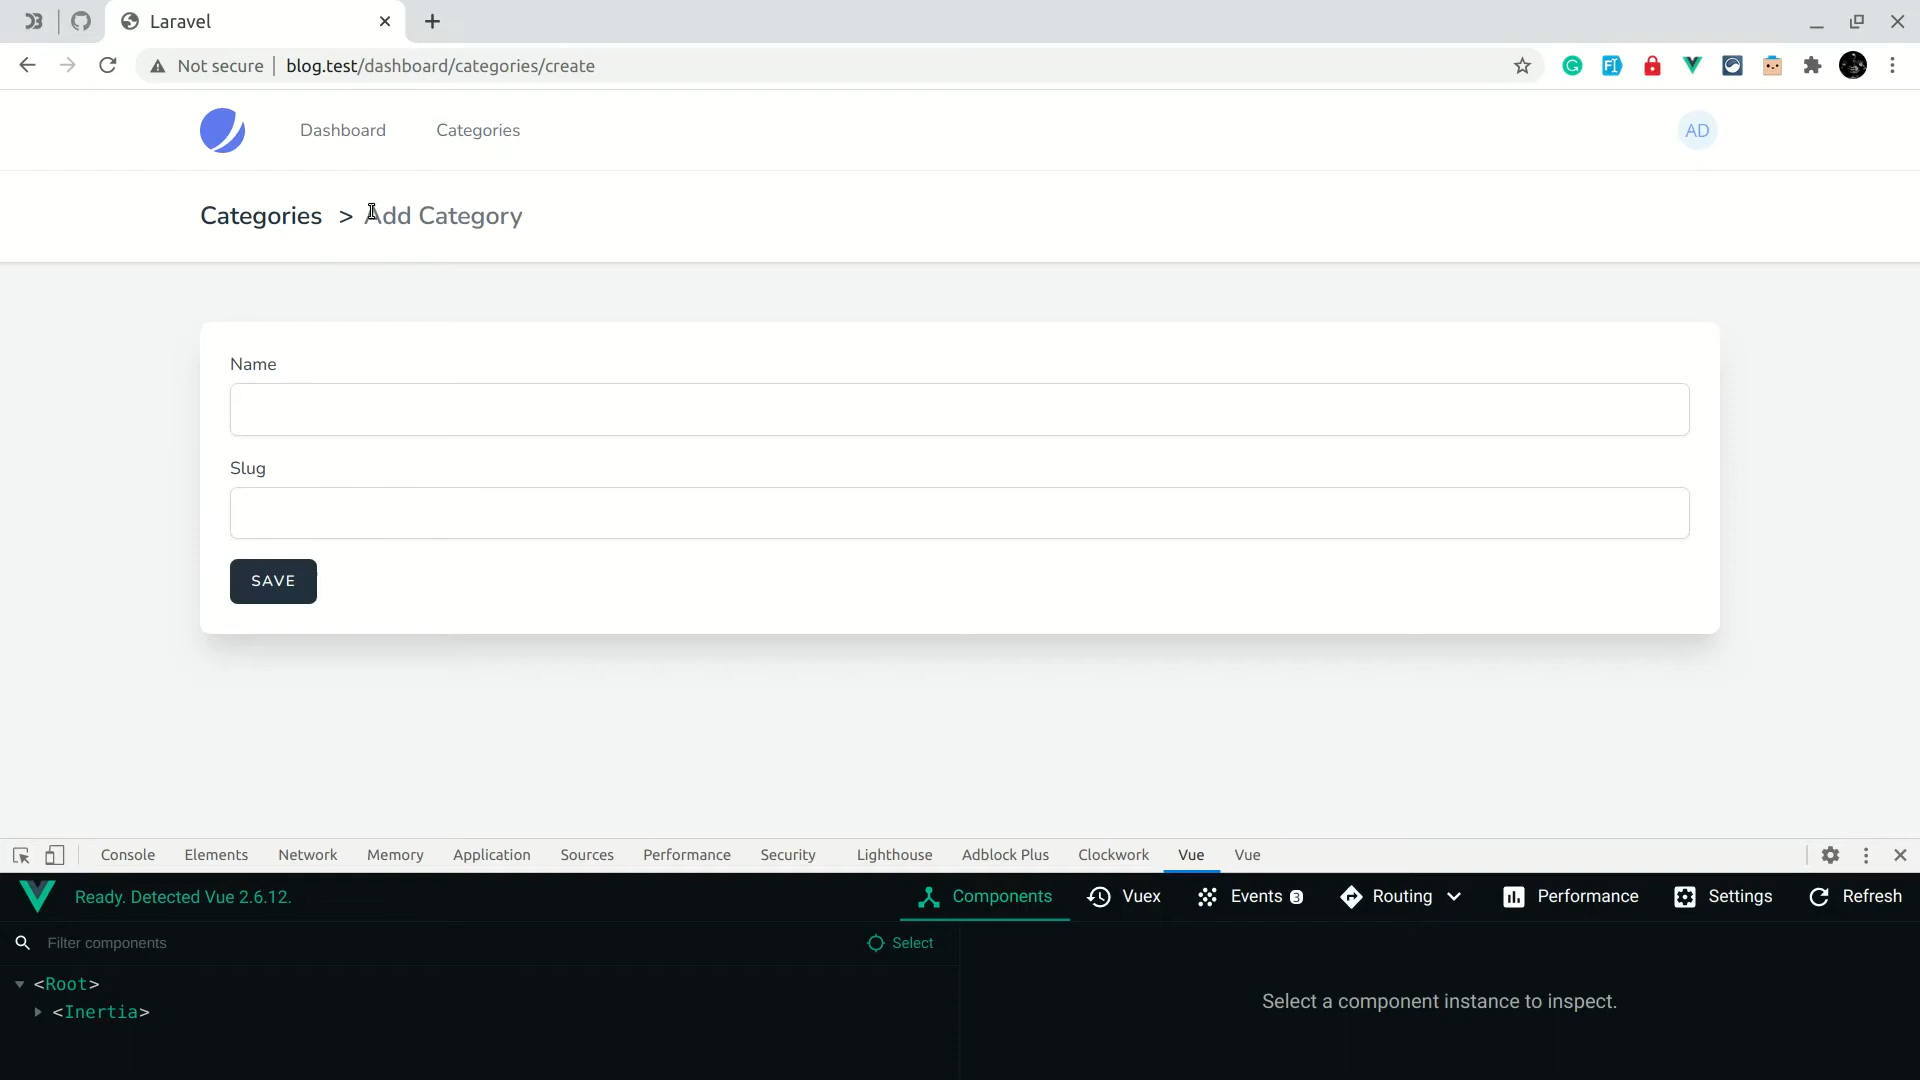 Laravel
Not secure | blog.test/dashboard/categories/create
Dashboard Categories AD
Categories > Add Category
Name
Slug
SAVE
Console Elements Network Memory Application Sources Performance Security Lighthouse Adblock Plus Clockwork Vue Vue
Ready. Detected Vue 2.6.12. Components Vuex Events 3 Routing Performance Settings Refresh
Filter components Select
<Root>
<Inertia>
Select a component instance to inspect.